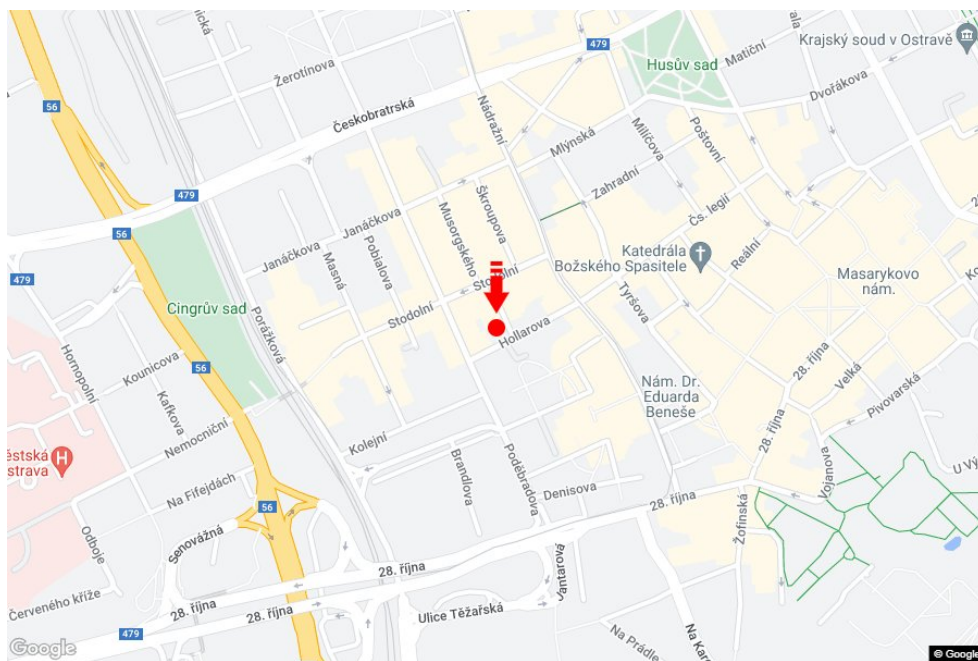 Krajský soud v Ostravě
479
Husův sad
Matiční
Dvořákova
Žerotínova
56
Českobratrská
Nádražní
Milíčova
Poštovní
Mlýnská
Zahradní
Čs. legií
479
56
Janáčkova
Janáčkova
Škroupova
Musorgského
Pobialova
Masná
Katedrála
Božského Spasitele
Reální
Masarykovo
nám.
479
Cingrův sad
Stodolní
Stodolní
Tyršova
Porážková
Hollarova
Hornopolní
Kounicova
56
28. října
Velká
Nám. Dr.
Eduarda
Beneše
Pivovarská
Kafkova
Nemocniční
Kolejní
28. října
H
Brandlova
Poděbradova
Vojanova
Na Fifejdách
56
Denisova
28. října
Žofinská
Odboje
Senovážná
28. října
Jantarová
Červeného kříže
28. října
28. října
Ulice Těžařská
479
Na Prádle
Google
© Google